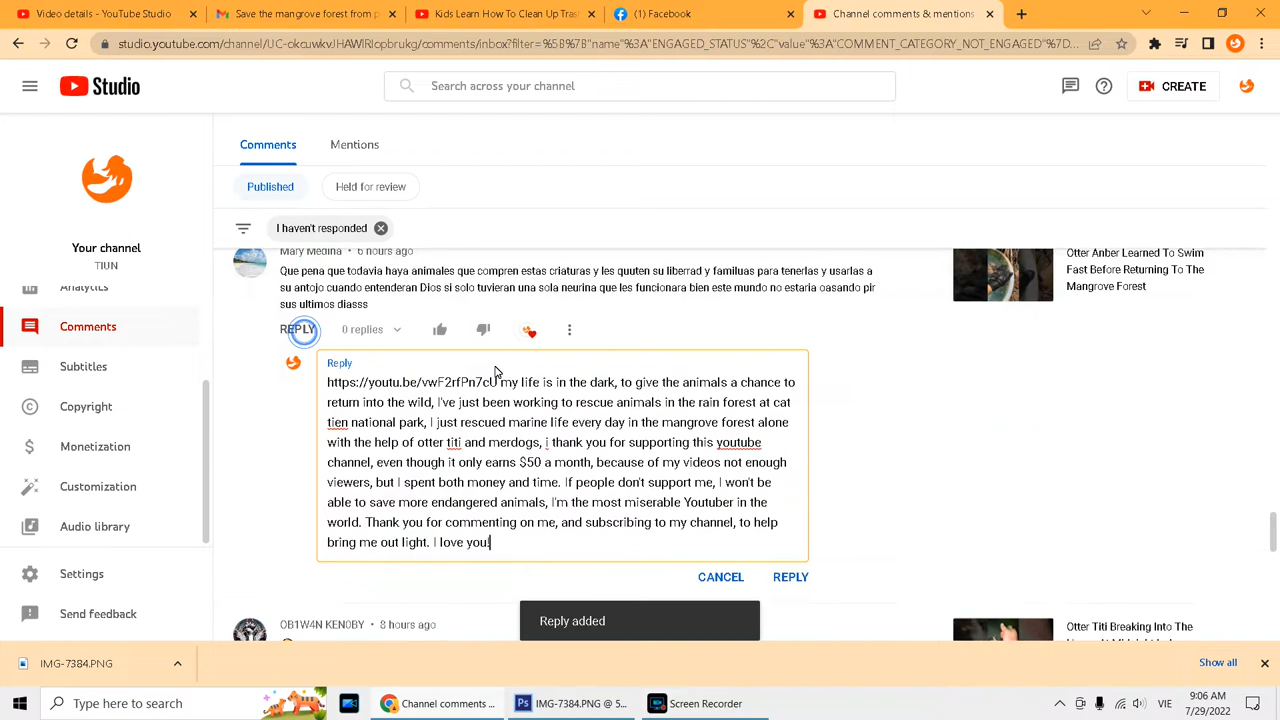 Video details - YouTube Studio
Save the mangrove forest from p
Kids Learn How To Clean Up Tras
(1) Facebook
Channel comments & mentions
studio.youtube.com/channel/UC-ckuwkvJHAWRlopbrukg/comments/inbox?filter=%5B%7B"name"%3A"ENGAGED_STATUS"%2C"value"%3A"COMMENT_CATEGORY_NOT_ENGAGED"%7D...
Studio
Search across your channel
CREATE
Comments
Mentions
Published
Held for review
I haven't responded
Your channel
TIUN
Analytics
Comments
Subtitles
Copyright
Monetization
Customization
Audio library
Settings
Send feedback
Mary Medina • 6 hours ago
Que pena que todavia haya animales que compren estas criaturas y les quuten su liberrad y familuas para tenerlas y usarlas a
su antojo cuando entenderan Dios si solo tuvieran una sola neurina que les funcionara bien este mundo no estaria oasando pir
sus ultimos diasss
REPLY
0 replies
Otter Anber Learned To Swim
Fast Before Returning To The
Mangrove Forest
Reply
https://youtu.be/vwF2rfPn7cU my life is in the dark, to give the animals a chance to
return into the wild, I've just been working to rescue animals in the rain forest at cat
tien national park, I just rescued marine life every day in the mangrove forest alone
with the help of otter titi and merdogs, i thank you for supporting this youtube
channel, even though it only earns $50 a month, because of my videos not enough
viewers, but I spent both money and time. If people don't support me, I won't be
able to save more endangered animals, I'm the most miserable Youtuber in the
world. Thank you for commenting on me, and subscribing to my channel, to help
bring me out light. I love you!
CANCEL
REPLY
Reply added
OB1W4N KEN0BY • 8 hours ago
Otter Titi Breaking Into The
IMG-7384.PNG
Show all
Type here to search
Channel comments ...
IMG-7384.PNG @ 5...
Screen Recorder
VIE
9:06 AM
7/29/2022